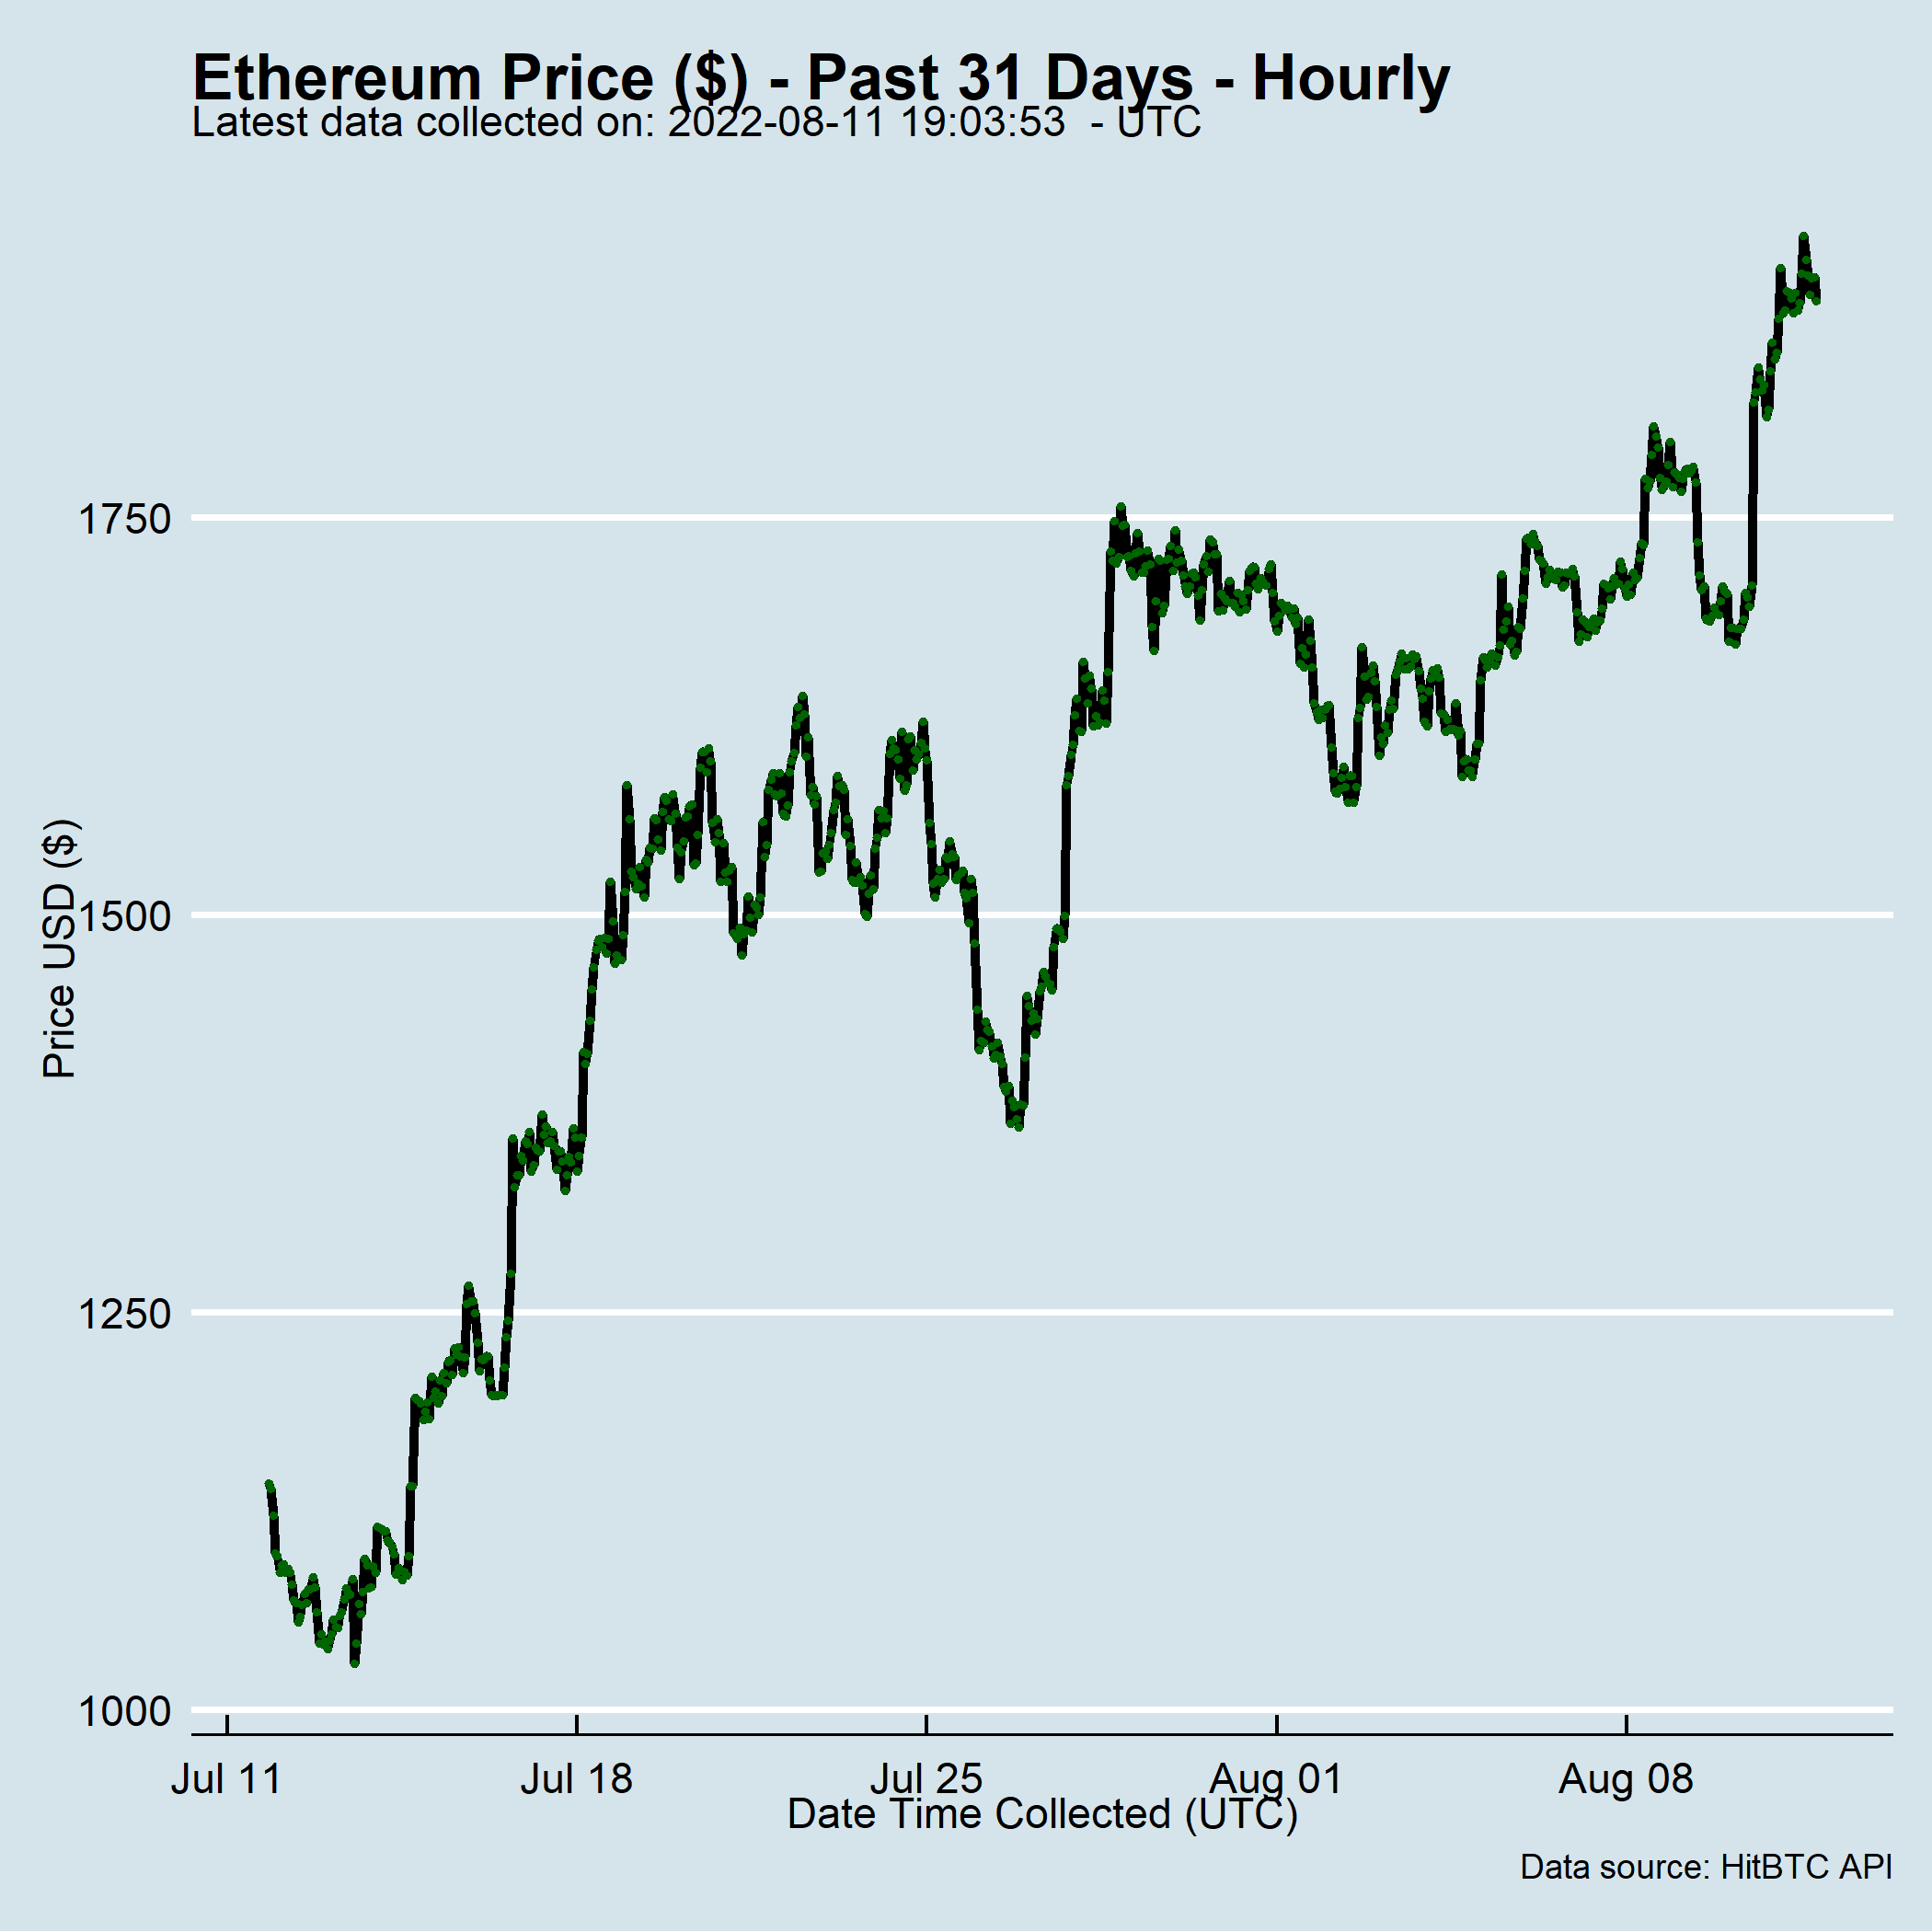 Ethereum Price ($) - Past 31 Days - Hourly
Latest data collected on: 2022-08-11 19:03:53  - UTC
1750
1500
1250
1000
Price USD ($)
Jul 11
Jul 18
Jul 25
Aug 01
Aug 08
Date Time Collected (UTC)
Data source: HitBTC API